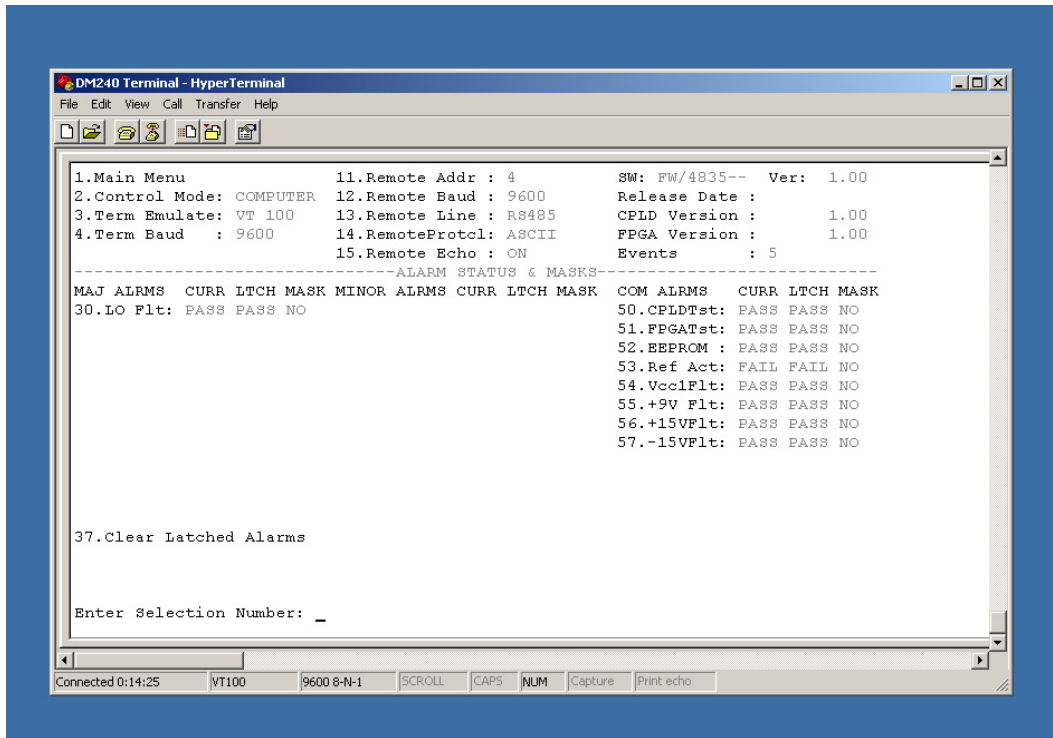 DM240 Terminal - HyperTerminal
File Edit View Call Transfer Help
1.Main Menu 11.Remote Addr : 4 SW: FW/4835-- Ver: 1.00
2.Control Mode: COMPUTER 12.Remote Baud : 9600 Release Date :
3.Term Emulate: VT 100 13.Remote Line : RS485 CPLD Version : 1.00
4.Term Baud : 9600 14.RemoteProtcl: ASCII FPGA Version : 1.00
15.Remote Echo : ON Events : 5
--------------------------------ALARM STATUS & MASKS----------------------------
MAJ ALRMS CURR LTCH MASK MINOR ALRMS CURR LTCH MASK COM ALRMS CURR LTCH MASK
30.LO Flt: PASS PASS NO 50.CPLDTst: PASS PASS NO
51.FPGATst: PASS PASS NO
52.EEPROM : PASS PASS NO
53.Ref Act: FAIL FAIL NO
54.Vcc1Flt: PASS PASS NO
55.+9V Flt: PASS PASS NO
56.+15VFlt: PASS PASS NO
57.-15VFlt: PASS PASS NO
37.Clear Latched Alarms
Enter Selection Number: _
Connected 0:14:25 VT100 9600 8-N-1 SCROLL CAPS NUM Capture Print echo